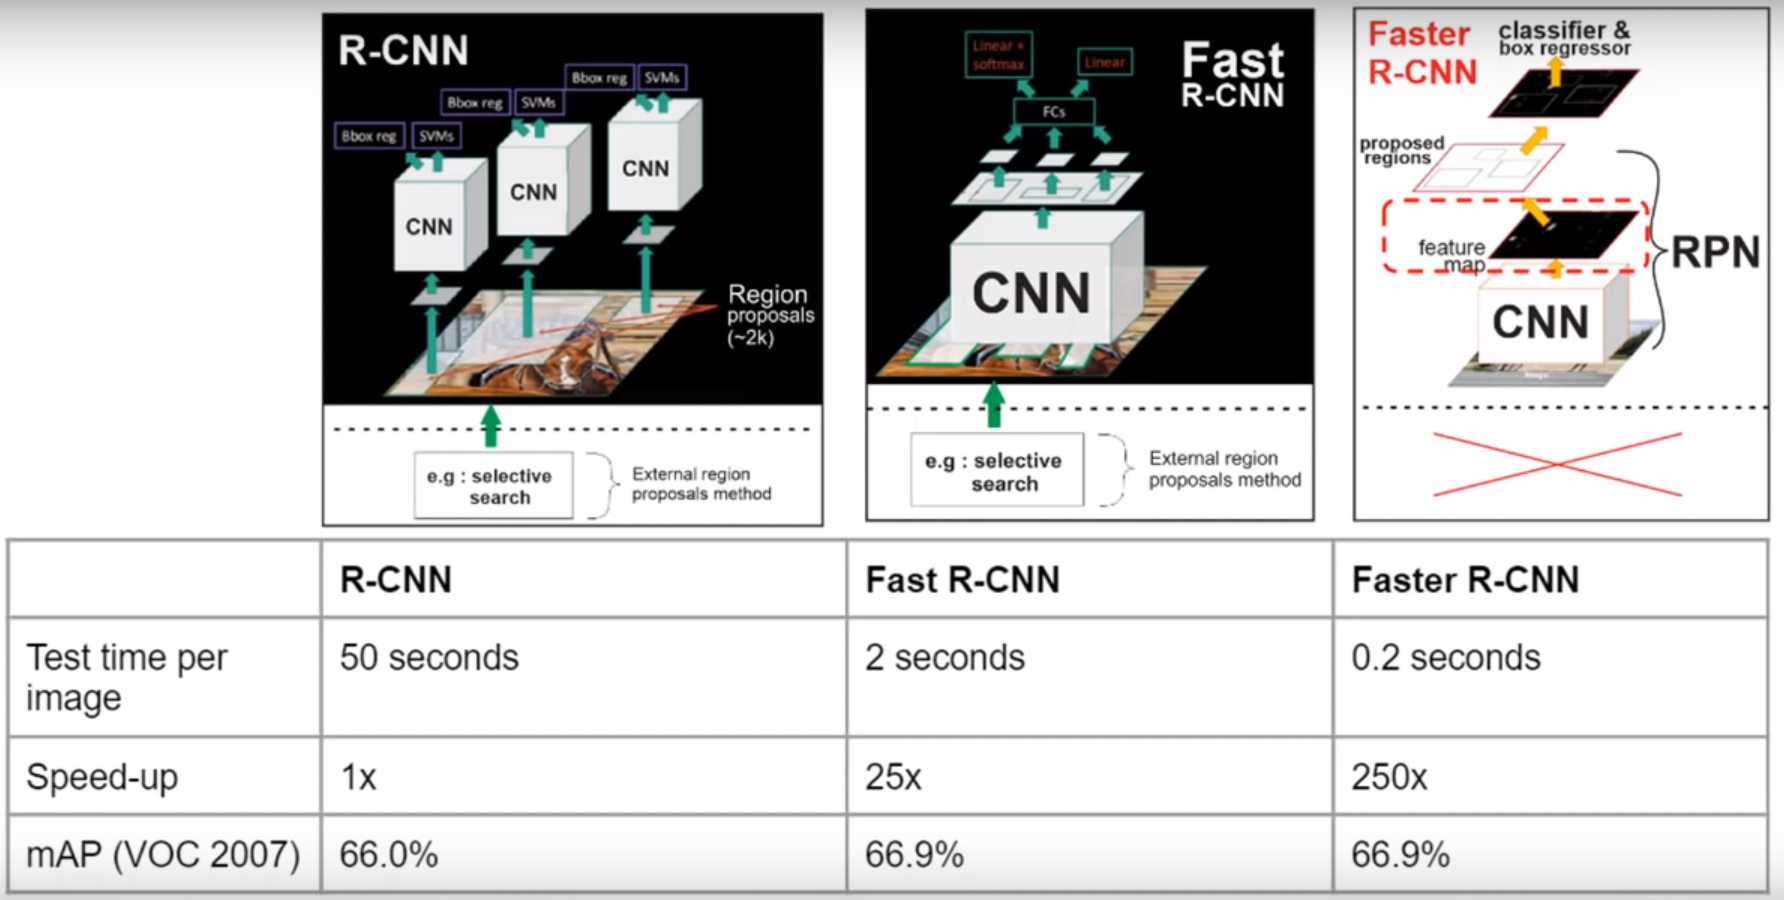 R-CNN
Bbox reg SVMs
Bbox reg SVMs
Bbox reg SVMs
CNN
CNN
CNN
Region
proposals
(~2k)
e.g : selective
search
External region
proposals method
Fast
R-CNN
Linear +
softmax
Linear
FCs
CNN
e.g : selective
search
External region
proposals method
Faster
R-CNN
classifier &
box regressor
proposed
regions
feature
map
RPN
CNN
R-CNN Fast R-CNN Faster R-CNN
Test time per
image
50 seconds 2 seconds 0.2 seconds
Speed-up 1x 25x 250x
mAP (VOC 2007) 66.0% 66.9% 66.9%